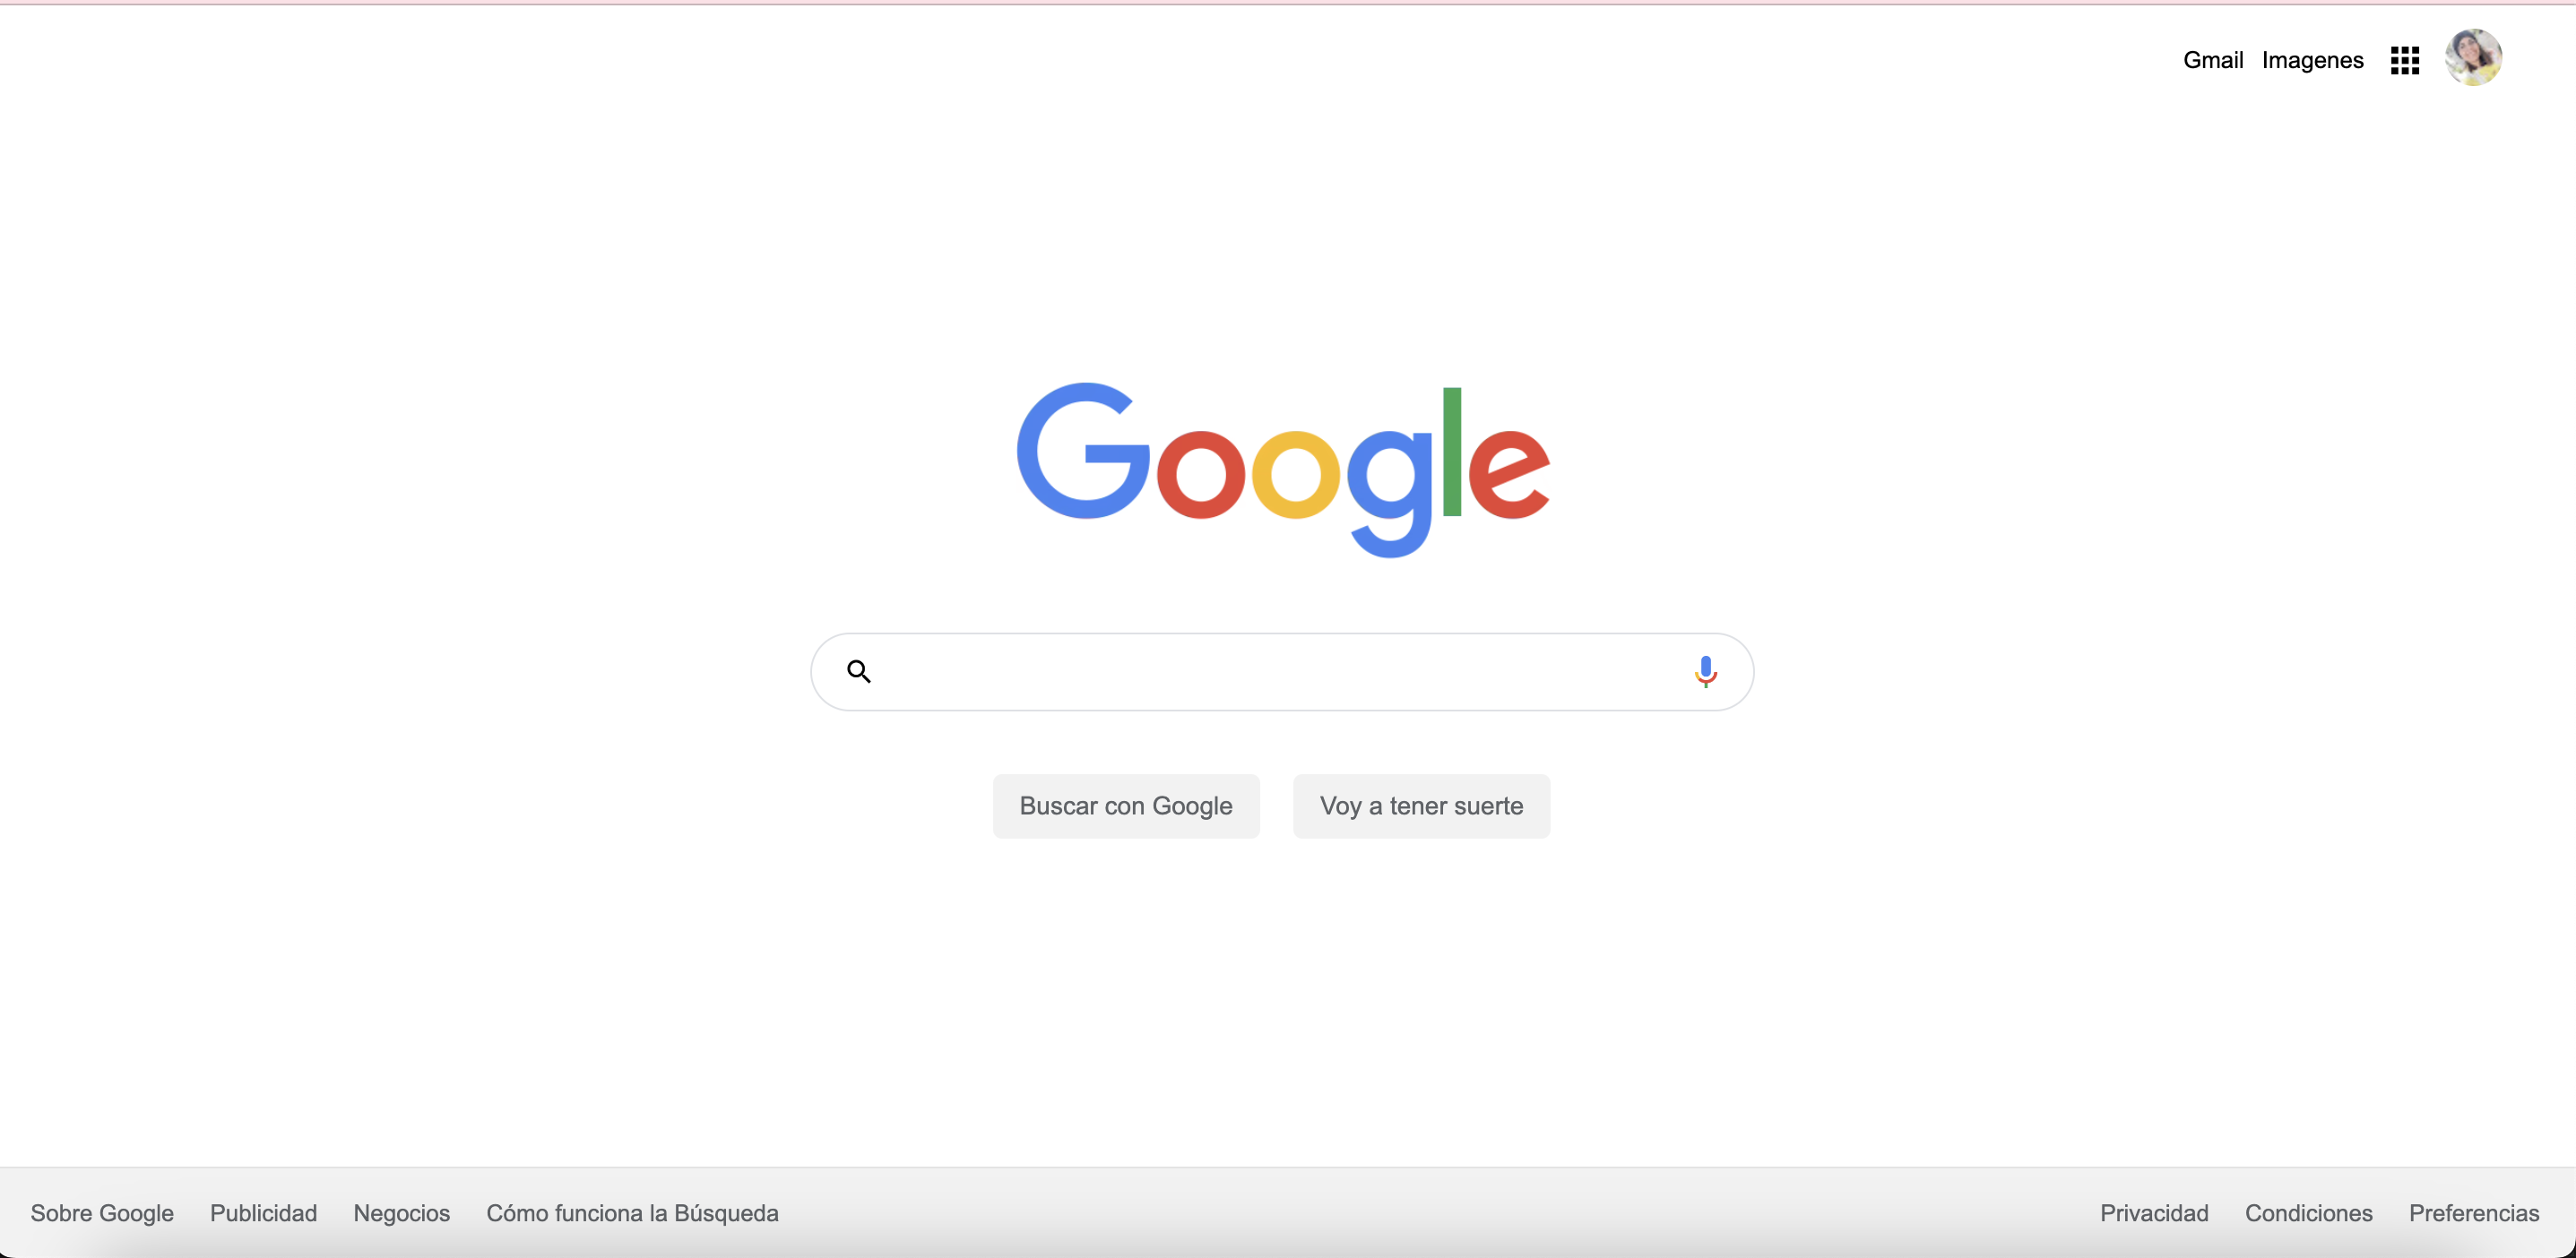 Gmail Imagenes
Google
Buscar con Google Voy a tener suerte
Sobre Google Publicidad Negocios Cómo funciona la Búsqueda Privacidad Condiciones Preferencias